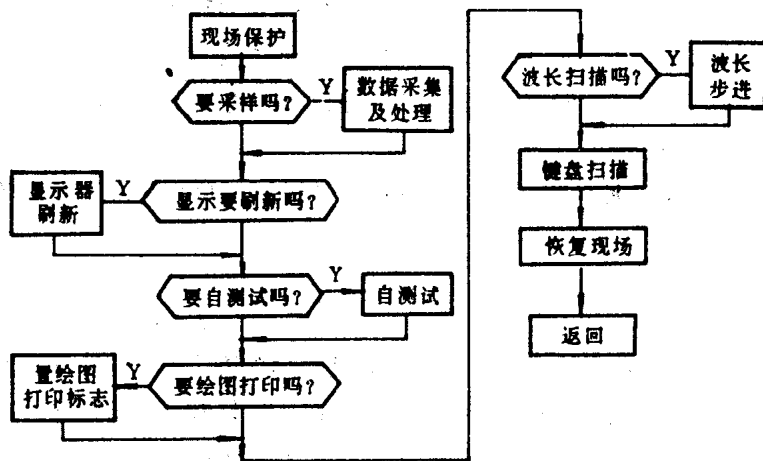 现场保护
要采样吗?
Y
数据采集
及处理
显示要刷新吗?
Y
显示器
刷新
要自测试吗?
Y
自测试
要绘图打印吗?
Y
置绘图
打印标志
波长扫描吗?
Y
波长
步进
键盘扫描
恢复现场
返回